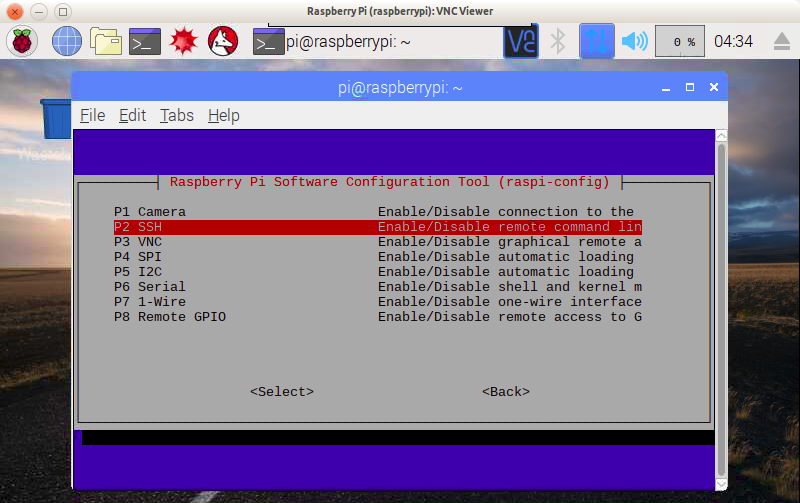 Raspberry Pi (raspberrypi): VNC Viewer
pi@raspberrypi: ~ 0 % 04:34
pi@raspberrypi: ~
File Edit Tabs Help
Raspberry Pi Software Configuration Tool (raspi-config)
P1 Camera Enable/Disable connection to the
P2 SSH Enable/Disable remote command lin
P3 VNC Enable/Disable graphical remote a
P4 SPI Enable/Disable automatic loading
P5 I2C Enable/Disable automatic loading
P6 Serial Enable/Disable shell and kernel m
P7 1-Wire Enable/Disable one-wire interface
P8 Remote GPIO Enable/Disable remote access to G
<Select> <Back>